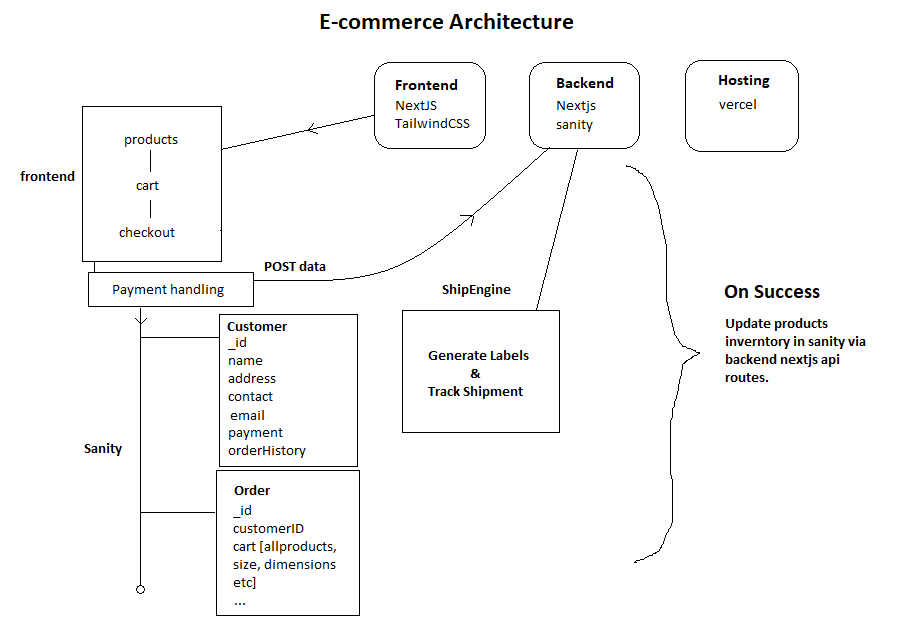 E-commerce Architecture
Frontend
NextJS
TailwindCSS
Backend
Nextjs
sanity
Hosting
vercel
frontend
products
cart
checkout
Payment handling
POST data
ShipEngine
Generate Labels
&
Track Shipment
On Success
Update products
inverntory in sanity via
backend nextjs api
routes.
Sanity
Customer
_id
name
address
contact
email
payment
orderHistory
Order
_id
customerID
cart [allproducts,
size, dimensions
etc]
...